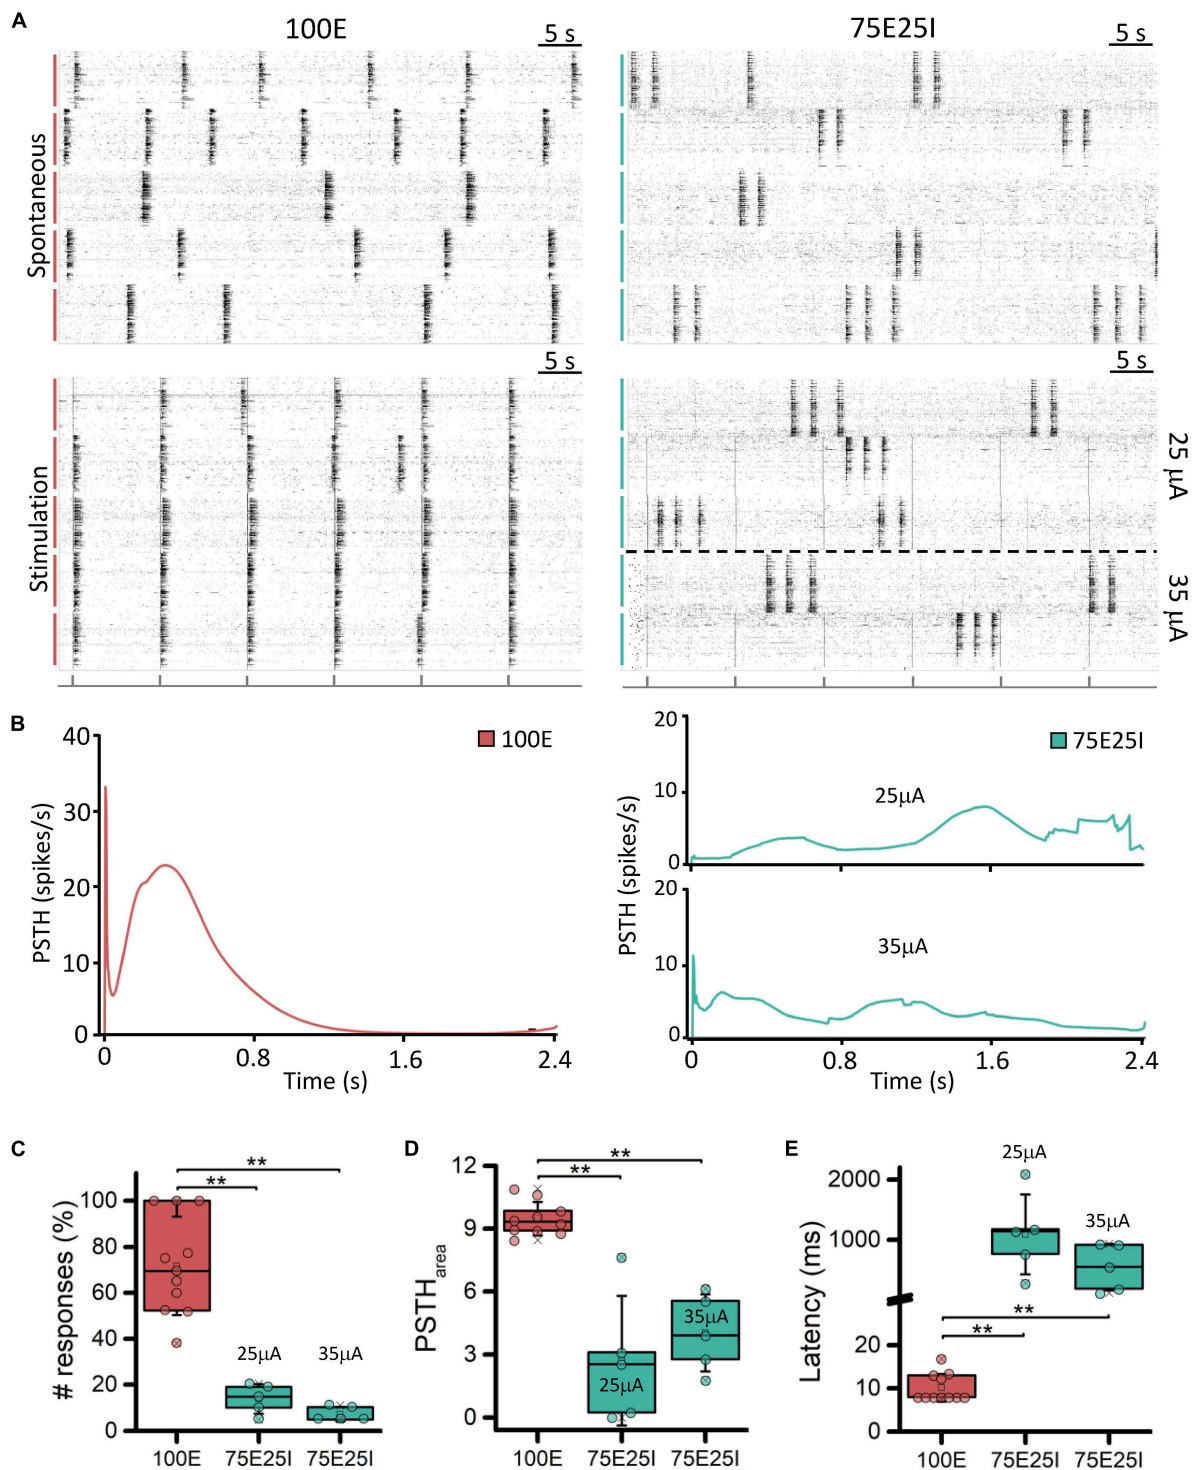 A
100E
75E25I
5 s
5 s
Spontaneous
5 s
5 s
Stimulation
25 µA
35 µA
B
40
30
20
10
0
PSTH (spikes/s)
100E
0
0.8
1.6
2.4
Time (s)
20
10
0
20
10
0
PSTH (spikes/s)
75E25I
25µA
35µA
0
0.8
1.6
2.4
Time (s)
C
# responses (%)
100
80
60
40
20
0
**
**
25µA
35µA
100E
75E25I
75E25I
D
PSTHarea
12
9
6
3
0
**
**
25µA
35µA
100E
75E25I
75E25I
E
Latency (ms)
2000
1000
20
10
0
25µA
35µA
**
**
100E
75E25I
75E25I